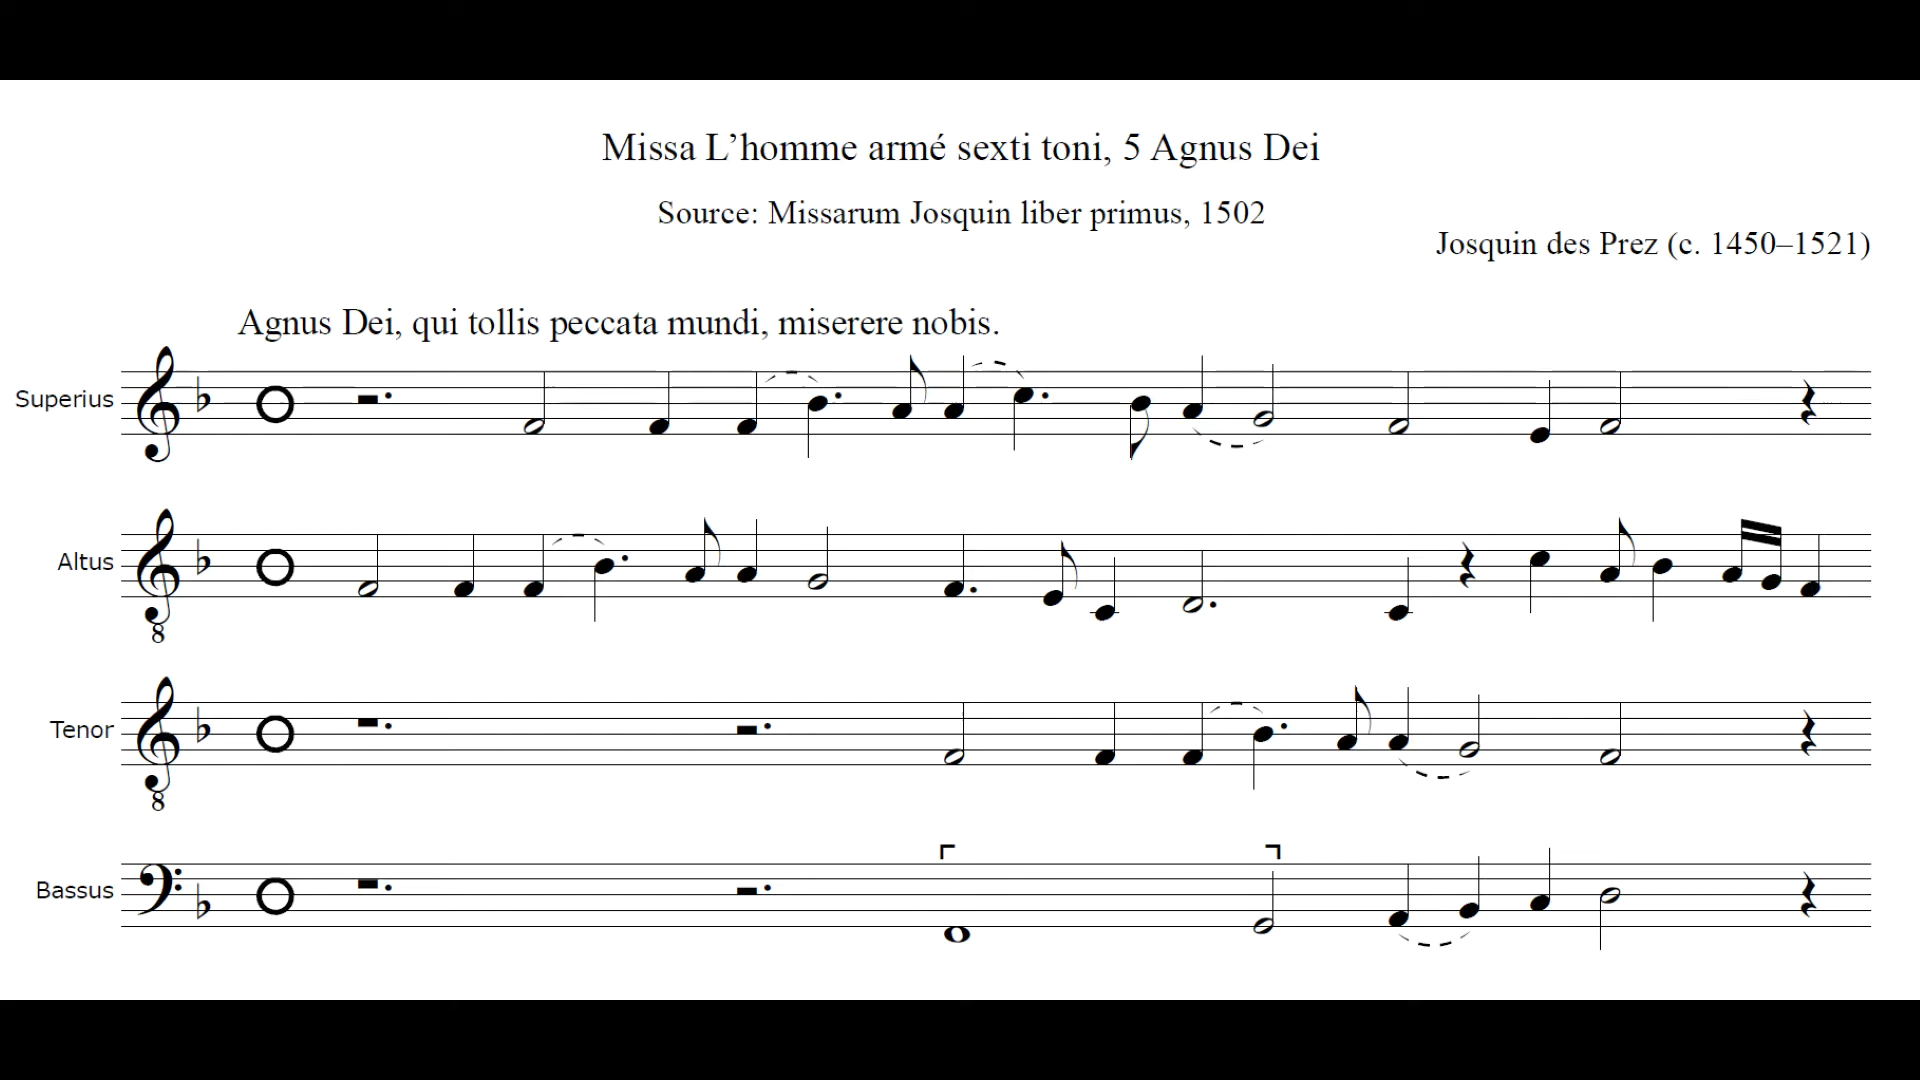 Missa L’homme armé sexti toni, 5 Agnus Dei
Source: Missarum Josquin liber primus, 1502
Josquin des Prez (c. 1450–1521)
Agnus Dei, qui tollis peccata mundi, miserere nobis.
Superius
Altus
8
Tenor
8
Bassus